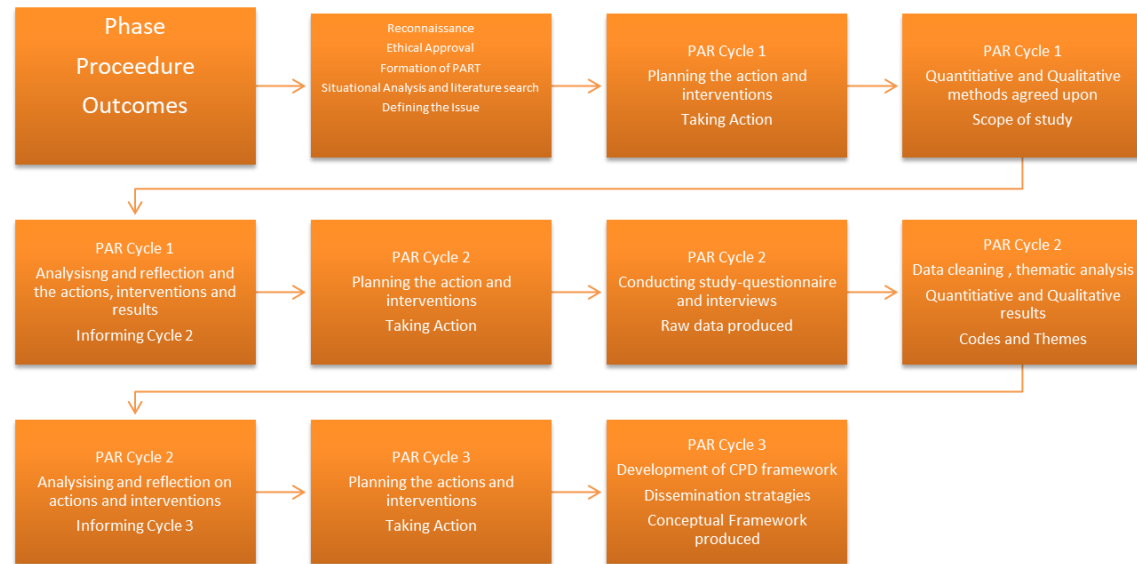 Phase
Proceedure
Outcomes
Reconnaissance
Ethical Approval
Formation of PART
Situational Analysis and literature search
Defining the Issue
PAR Cycle 1
Planning the action and
interventions
Taking Action
PAR Cycle 1
Quantitiative and Qualitative
methods agreed upon
Scope of study
PAR Cycle 1
Analysisng and reflection and
the actions, interventions and
results
Informing Cycle 2
PAR Cycle 2
Planning the action and
interventions
Taking Action
PAR Cycle 2
Conducting study-questionnaire
and interviews
Raw data produced
PAR Cycle 2
Data cleaning , thematic analysis
Quantitiative and Qualitative
results
Codes and Themes
PAR Cycle 2
Analysising and reflection on
actions and interventions
Informing Cycle 3
PAR Cycle 3
Planning the actions and
interventions
Taking Action
PAR Cycle 3
Development of CPD framework
Dissemination stratagies
Conceptual Framework
produced